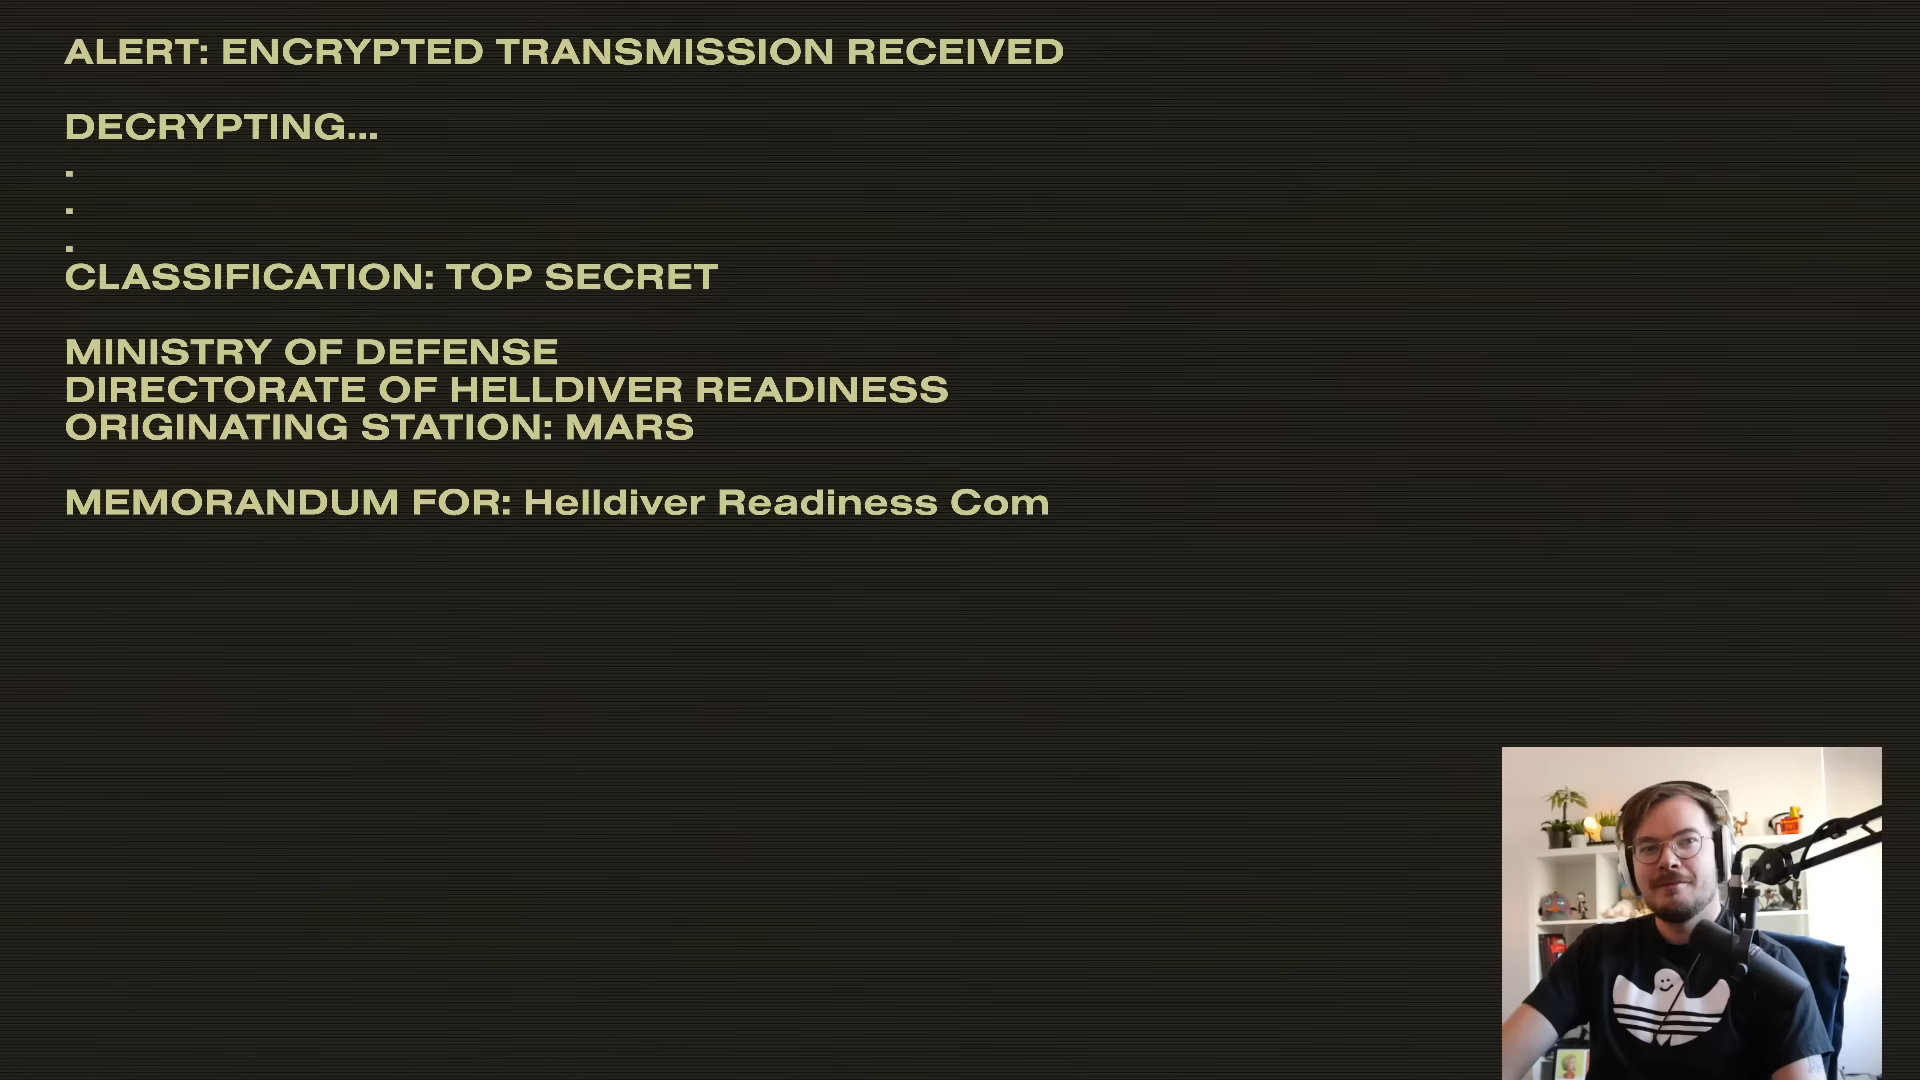 ALERT: ENCRYPTED TRANSMISSION RECEIVED
DECRYPTING...
.
.
.
CLASSIFICATION: TOP SECRET
MINISTRY OF DEFENSE
DIRECTORATE OF HELLDIVER READINESS
ORIGINATING STATION: MARS
MEMORANDUM FOR: Helldiver Readiness Com